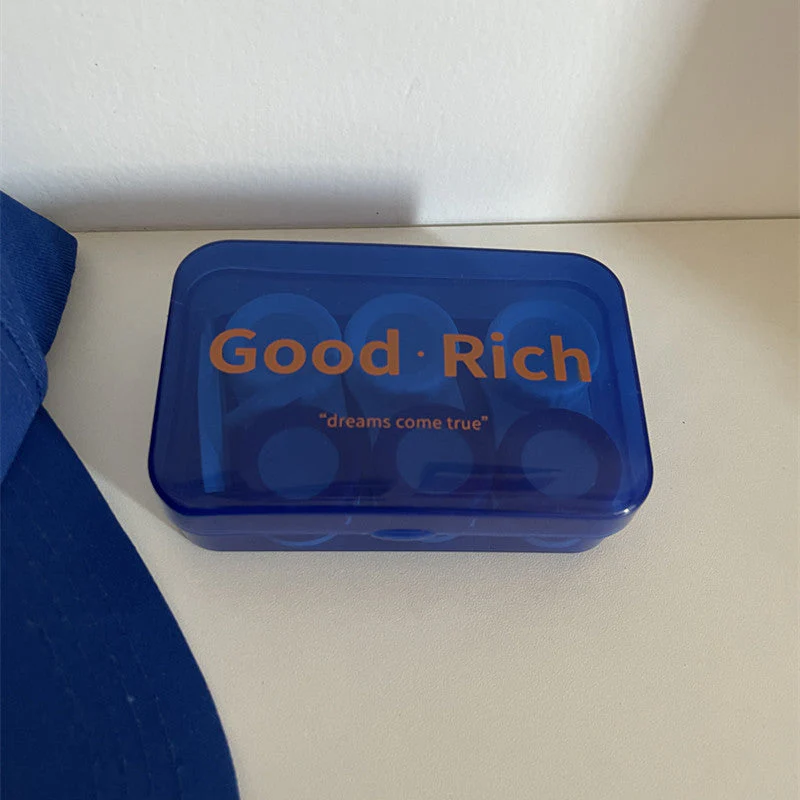 Good · Rich
“dreams come true”